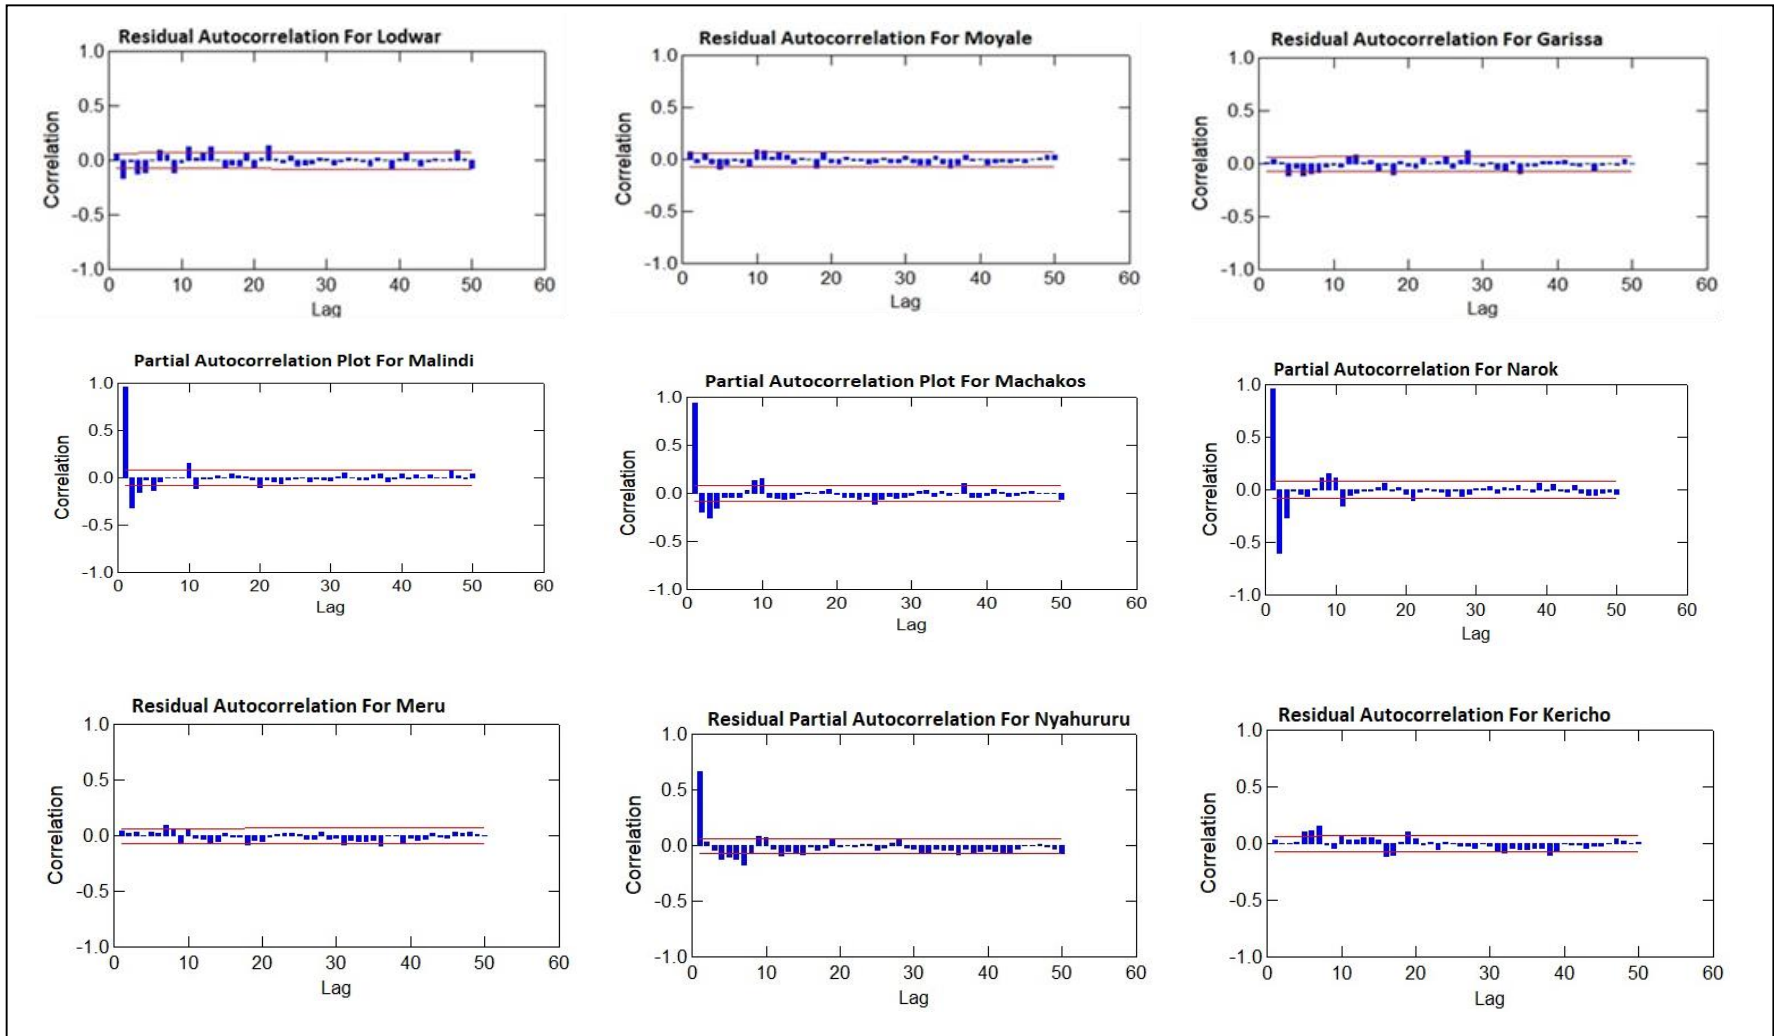 Residual Autocorrelation For Lodwar
1.0
0.5
0.0
-0.5
-1.0
Correlation
0 10 20 30 40 50 60
Lag
Residual Autocorrelation For Moyale
1.0
0.5
0.0
-0.5
-1.0
Correlation
0 10 20 30 40 50 60
Lag
Residual Autocorrelation For Garissa
1.0
0.5
0.0
-0.5
-1.0
Correlation
0 10 20 30 40 50 60
Lag
Partial Autocorrelation Plot For Malindi
1.0
0.5
0.0
-0.5
-1.0
Correlation
0 10 20 30 40 50 60
Lag
Partial Autocorrelation Plot For Machakos
1.0
0.5
0.0
-0.5
-1.0
Correlation
0 10 20 30 40 50 60
Lag
Partial Autocorrelation For Narok
1.0
0.5
0.0
-0.5
-1.0
Correlation
0 10 20 30 40 50 60
Lag
Residual Autocorrelation For Meru
1.0
0.5
0.0
-0.5
-1.0
Correlation
0 10 20 30 40 50 60
Lag
Residual Partial Autocorrelation For Nyahururu
1.0
0.5
0.0
-0.5
-1.0
Correlation
0 10 20 30 40 50 60
Lag
Residual Autocorrelation For Kericho
1.0
0.5
0.0
-0.5
-1.0
Correlation
0 10 20 30 40 50 60
Lag